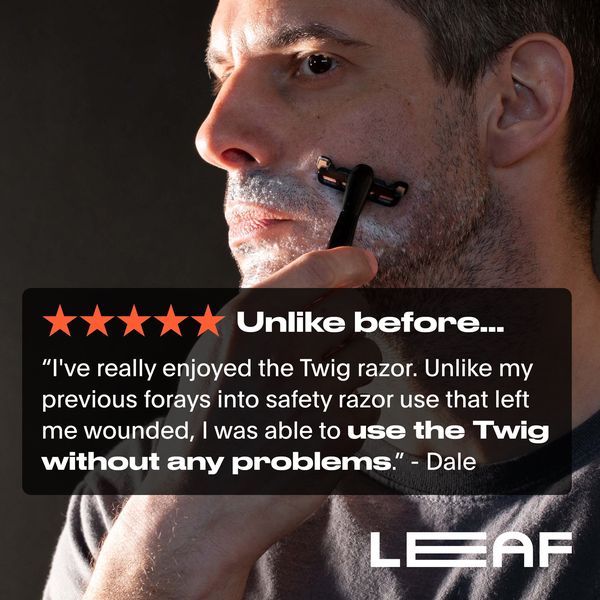 ★★★★★ Unlike before...
“I've really enjoyed the Twig razor. Unlike my
previous forays into safety razor use that left
me wounded, I was able to use the Twig
without any problems.” - Dale
LEAF